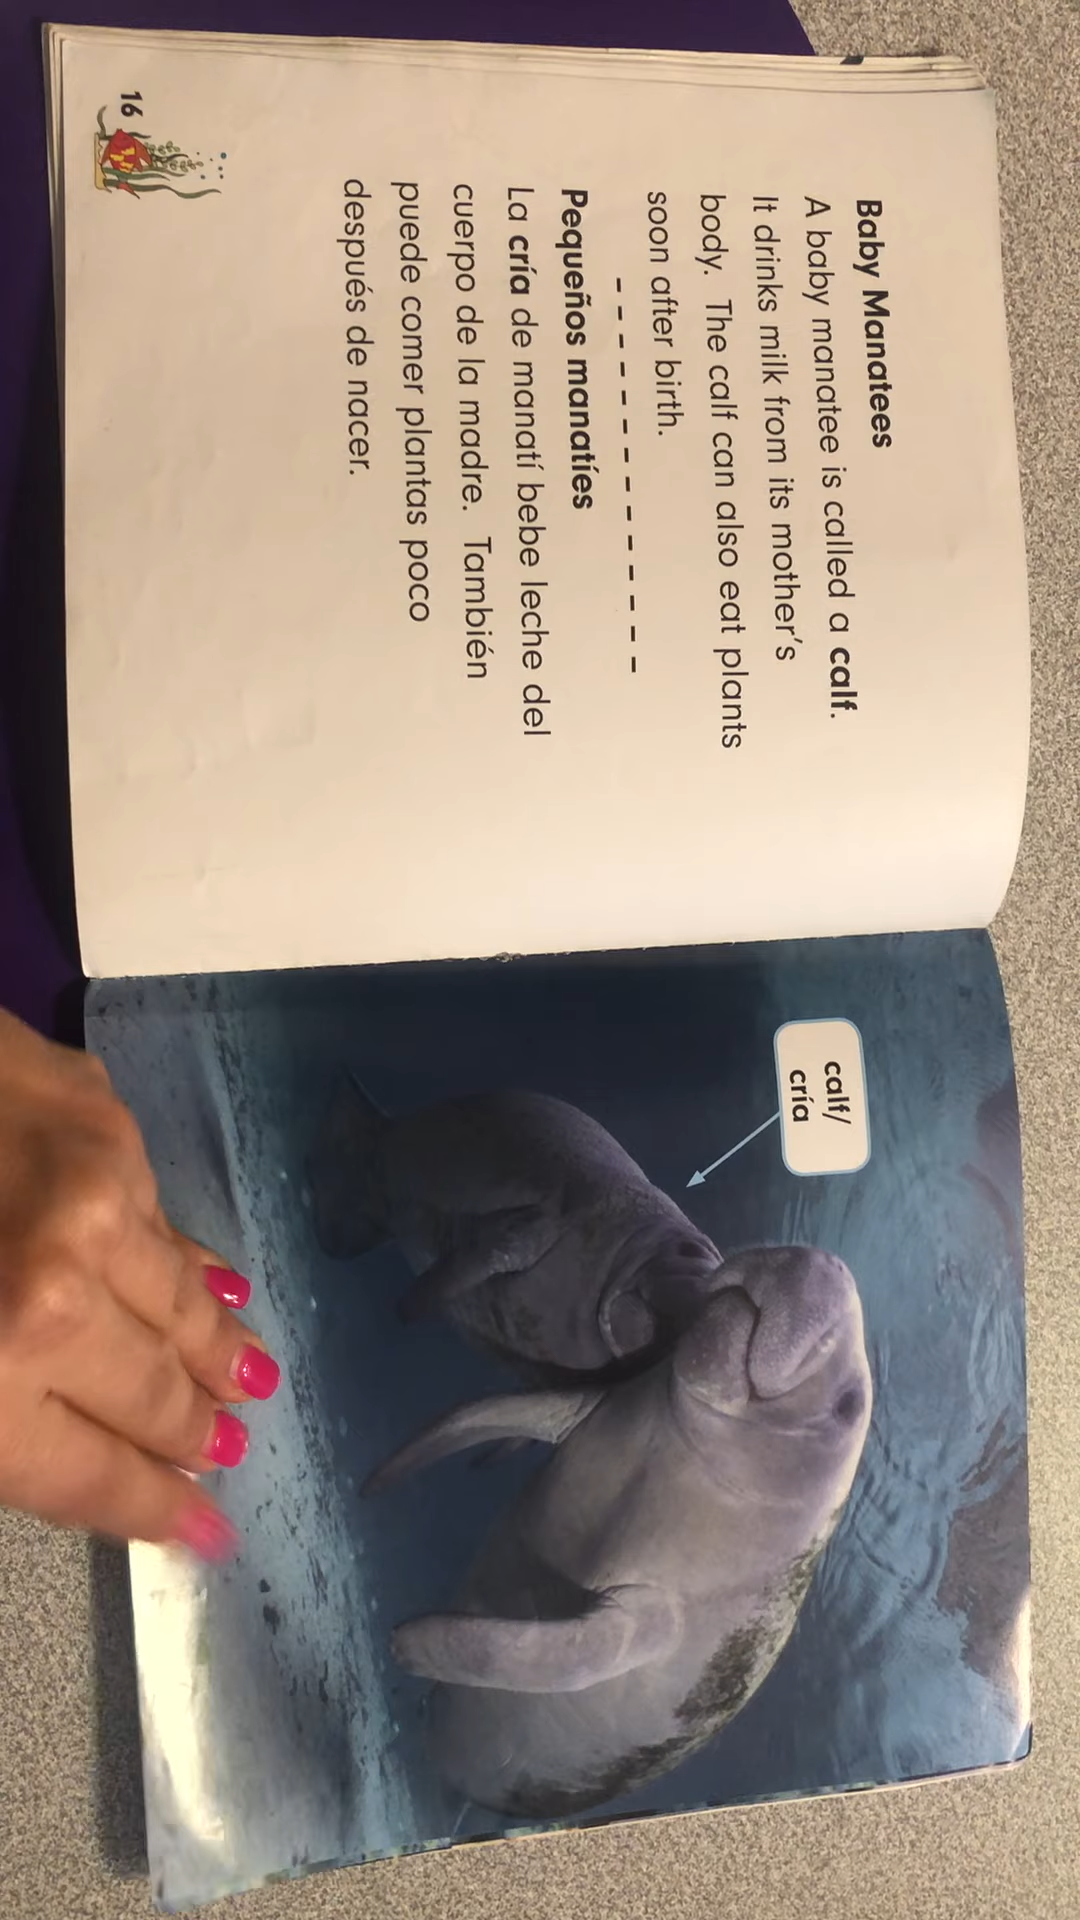 Baby Manatees
A baby manatee is called a calf.
It drinks milk from its mother's
body. The calf can also eat plants
soon after birth.
Pequeños manatíes
La cría de manatí bebe leche del
cuerpo de la madre. También
puede comer plantas poco
después de nacer.
16
calf/
cría